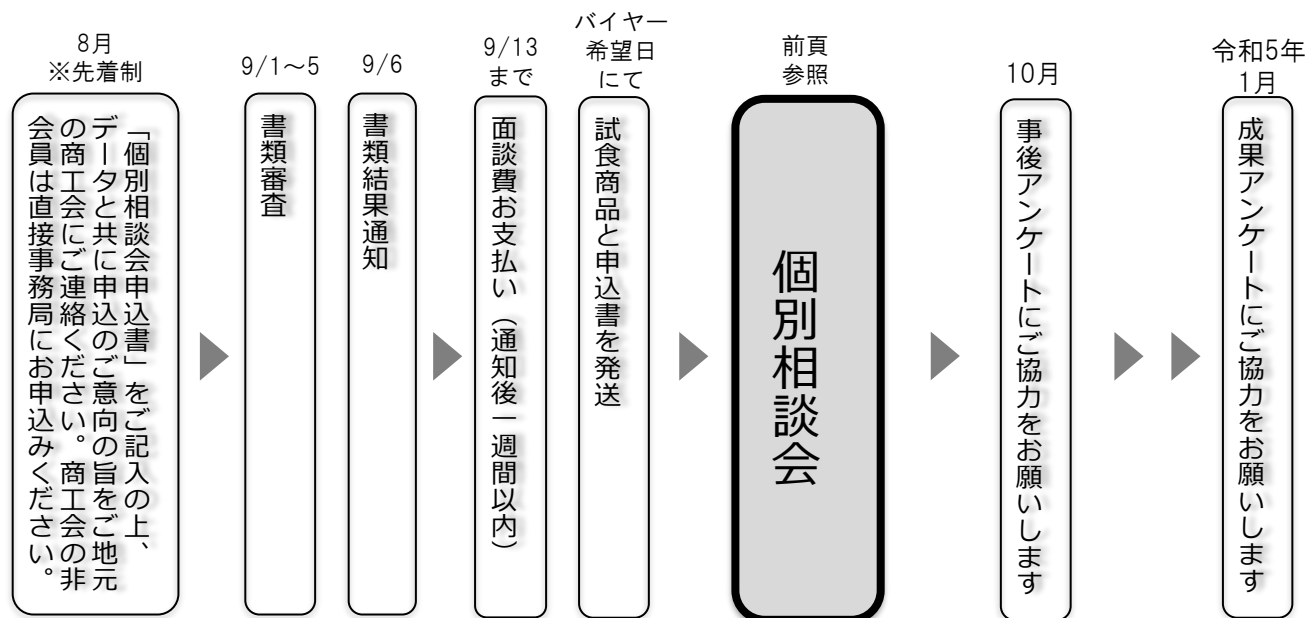 8月
※先着制
「個別相談会申込書」をご記入の上、
データと共に申込のご意向の旨をご地元
の商工会にご連絡ください。商工会の非
会員は直接事務局にお申込みください。
9/1～5
書類審査
9/6
書類結果通知
9/13
まで
面談費お支払い（通知後一週間以内）
バイヤー
希望日
にて
試食商品と申込書を発送
前頁
参照
個別相談会
10月
事後アンケートにご協力をお願いします
令和5年
1月
成果アンケートにご協力をお願いします